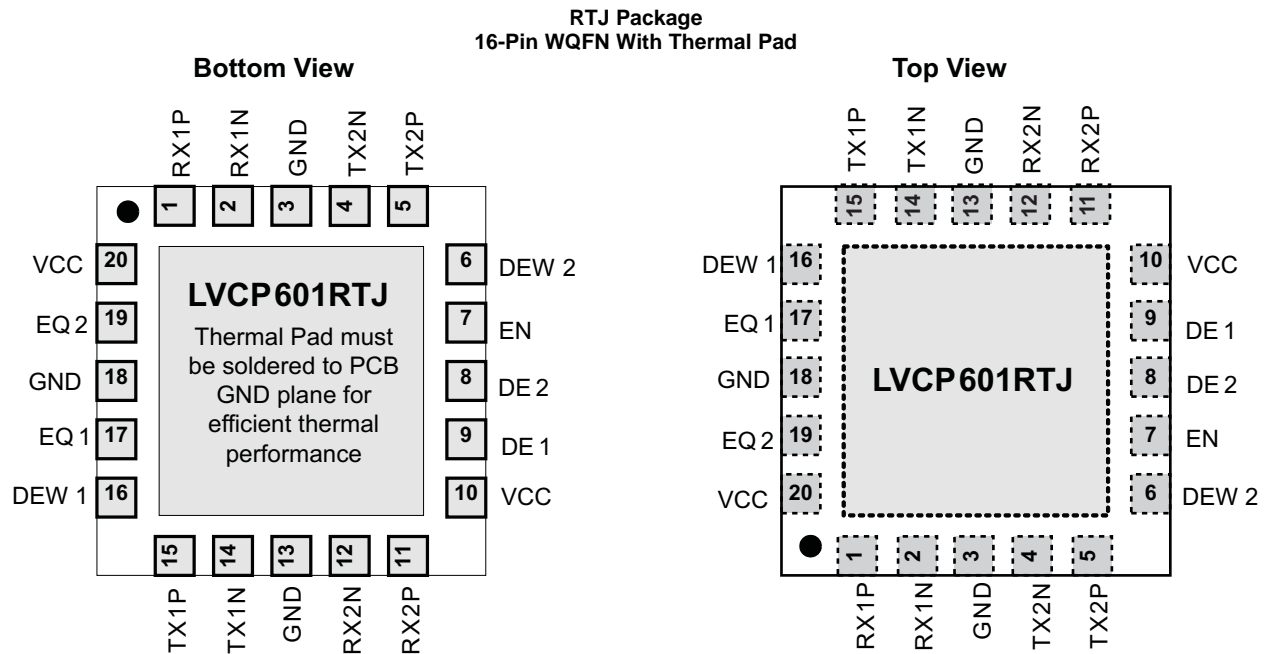 RTJ Package
16-Pin WQFN With Thermal Pad
Bottom View
RX1P
RX1N
GND
TX2N
TX2P
1
2
3
4
5
VCC 20
6 DEW 2
EQ 2 19
7 EN
GND 18
8 DE 2
EQ 1 17
9 DE 1
DEW 1 16
10 VCC
LVCP601RTJ
Thermal Pad must
be soldered to PCB
GND plane for
efficient thermal
performance
15
14
13
12
11
TX1P
TX1N
GND
RX2N
RX2P
Top View
TX1P
TX1N
GND
RX2N
RX2P
15
14
13
12
11
DEW 1 16
10 VCC
EQ 1 17
9 DE 1
GND 18
8 DE 2
EQ 2 19
7 EN
VCC 20
6 DEW 2
LVCP601RTJ
1
2
3
4
5
RX1P
RX1N
GND
TX2N
TX2P